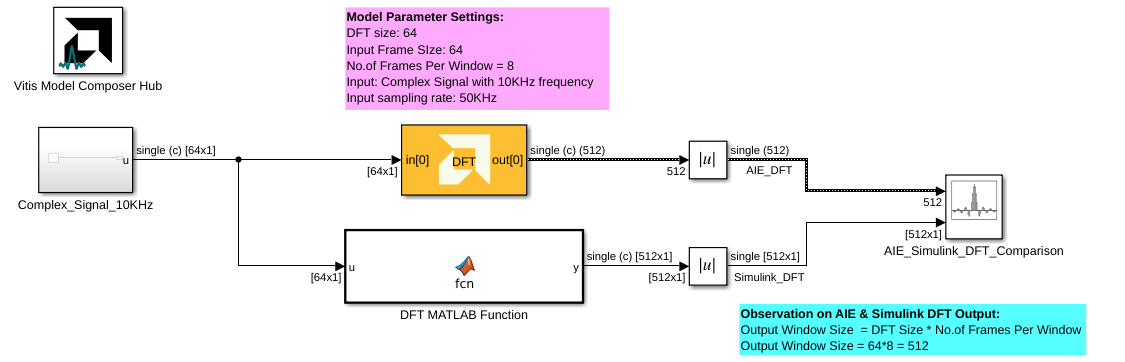 Model Parameter Settings:
DFT size: 64
Input Frame SIze: 64
No.of Frames Per Window = 8
Input: Complex Signal with 10KHz frequency
Input sampling rate: 50KHz
Vitis Model Composer Hub
u
single (c) [64x1]
Complex_Signal_10KHz
[64x1]
in[0]
DFT
out[0]
single (c) (512)
512
|u|
single (512)
AIE_DFT
512
[512x1]
AIE_Simulink_DFT_Comparison
[64x1]
u
fcn
y
DFT MATLAB Function
single (c) [512x1]
[512x1]
|u|
single [512x1]
Simulink_DFT
Observation on AIE & Simulink DFT Output:
Output Window Size = DFT Size * No.of Frames Per Window
Output Window Size = 64*8 = 512